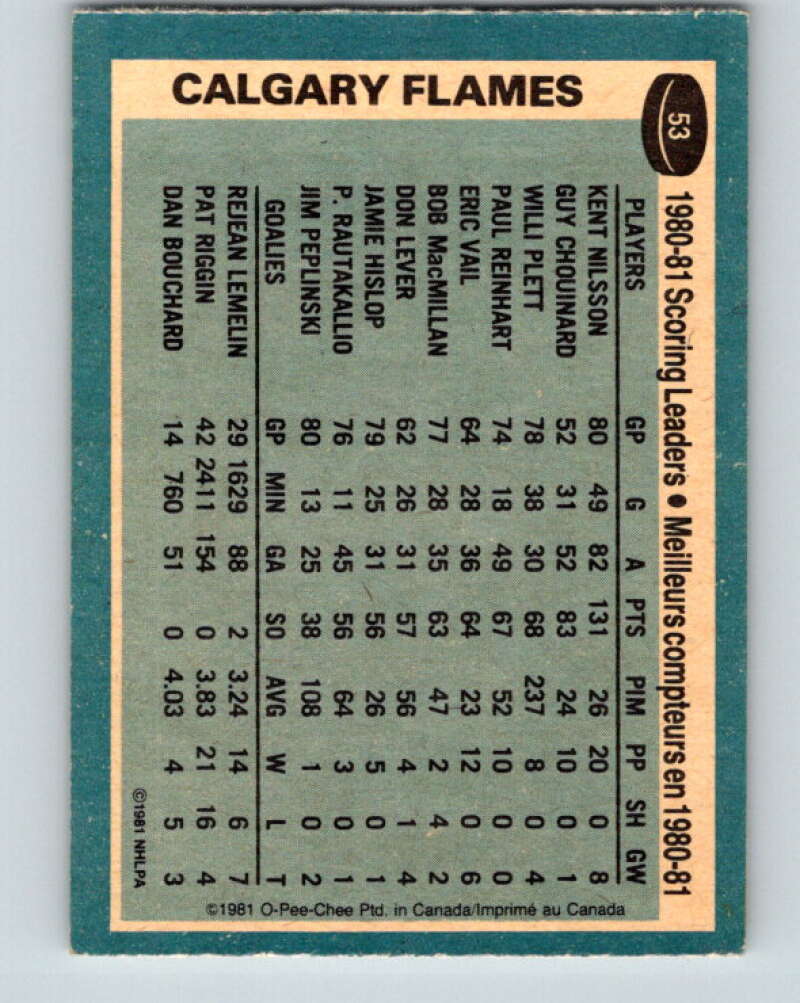 CALGARY FLAMES
53
1980-81 Scoring Leaders • Meilleurs compteurs en 1980-81
PLAYERS GP G A PTS PIM PP SH GW
KENT NILSSON 80 49 82 131 26 20 0 8
GUY CHOUINARD 52 31 52 83 24 10 0 1
WILLI PLETT 78 38 30 68 237 8 0 4
PAUL REINHART 74 18 49 67 52 10 0 0
ERIC VAIL 64 28 36 64 23 12 0 6
BOB MacMILLAN 77 28 35 63 47 2 4 2
DON LEVER 62 26 31 57 56 4 1 4
JAMIE HISLOP 79 25 31 56 26 5 0 1
P. RAUTAKALLIO 76 11 45 56 64 3 0 1
JIM PEPLINSKI 80 13 25 38 108 1 0 2
GOALIES GP MIN GA SO AVG W L T
REJEAN LEMELIN 29 1629 88 2 3.24 14 6 7
PAT RIGGIN 42 2411 154 0 3.83 21 16 4
DAN BOUCHARD 14 760 51 0 4.03 4 5 3
©1981 NHLPA
©1981 O-Pee-Chee Ptd. in Canada/Imprimé au Canada